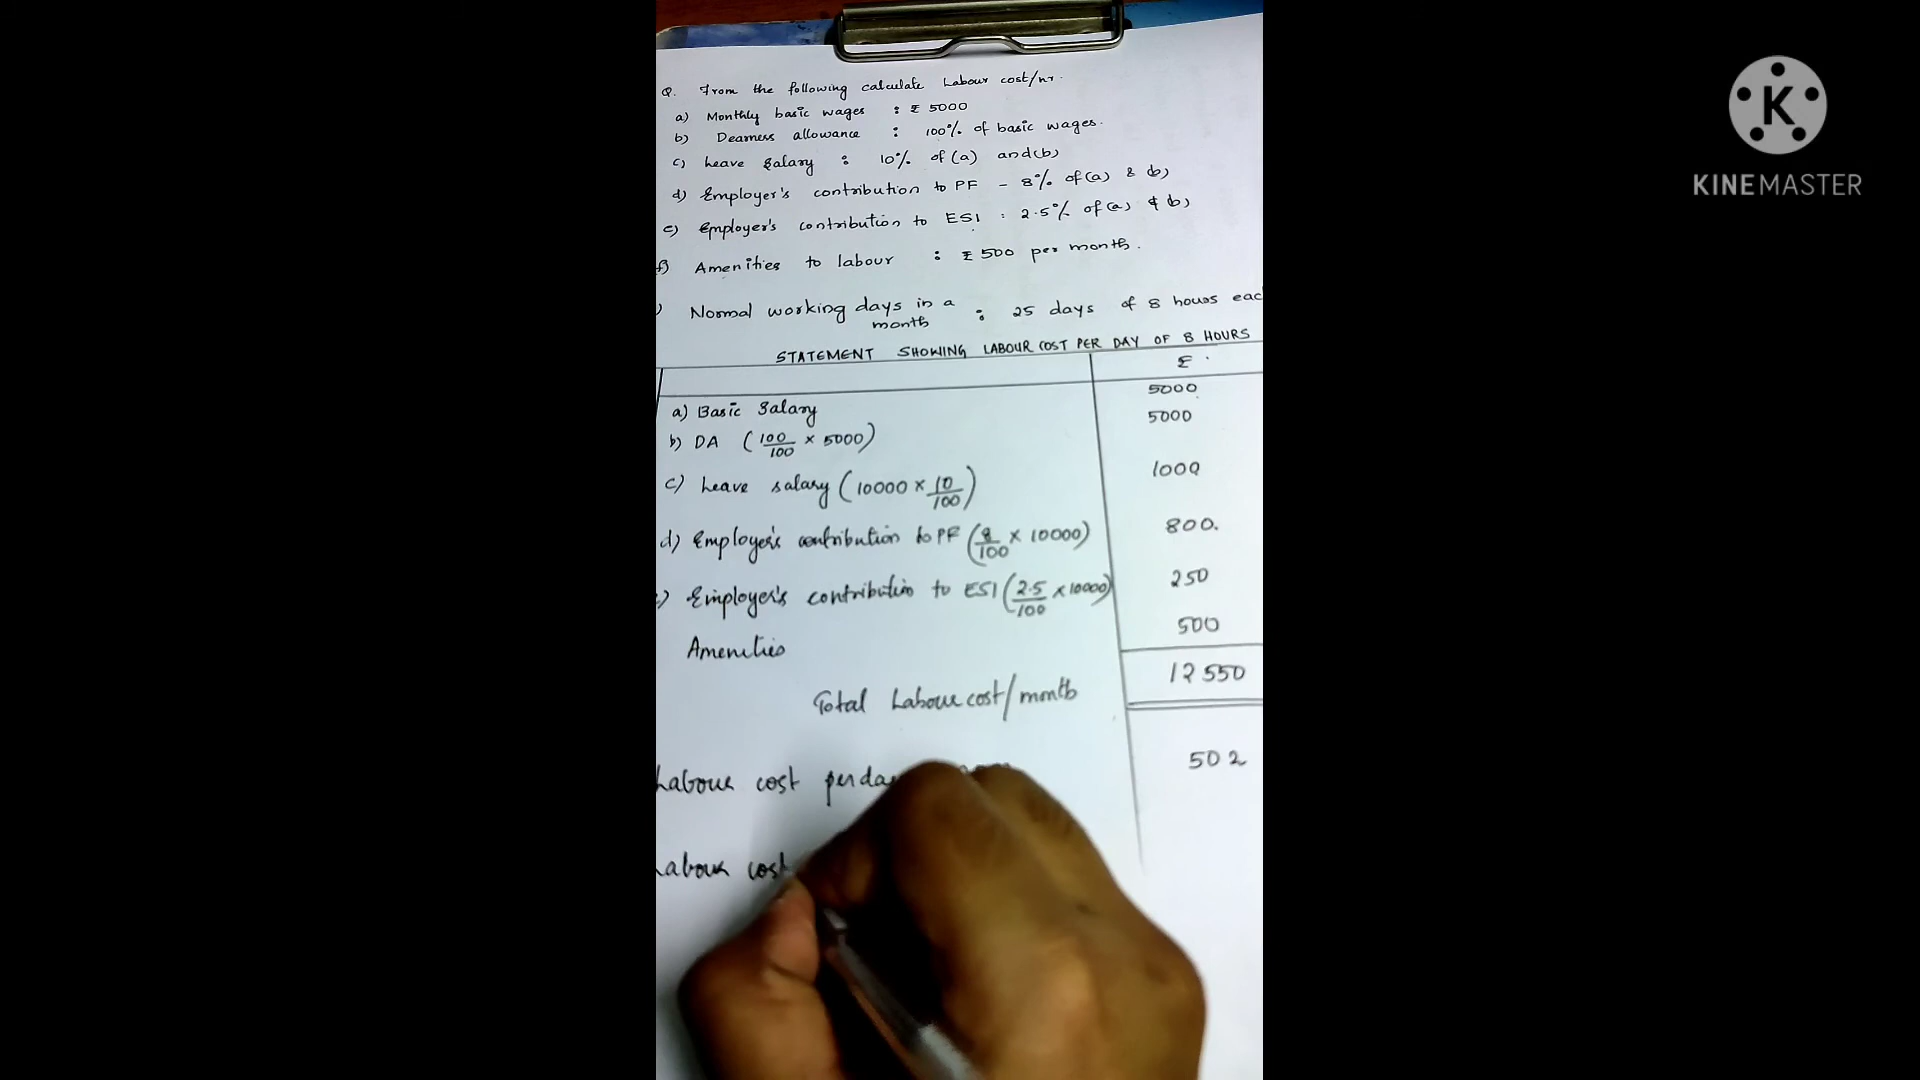 Q. From the following calculate Labour cost/hr.
a) Monthly basic wages : ₹ 5000
b) Dearness allowance : 100% of basic wages.
c) Leave Salary : 10% of (a) and (b)
d) Employer's contribution to PF - 8% of (a) & b)
e) Employer's contribution to ESI : 2.5% of (a) & b)
f) Amenities to labour : ₹ 500 per month.
) Normal working days in a month : 25 days of 8 hours eac
STATEMENT SHOWING LABOUR COST PER DAY OF 8 HOURS
₹
a) Basic Salary 5000
b) DA (100/100 × 5000) 5000
c) Leave salary (10000 × 10/100) 1000
d) Employer's contribution to PF (8/100 × 10000) 800.
) Employer's contribution to ESI (2.5/100 × 10000) 250
Amenities 500
Total Labour cost/month 12550
Labour cost per da 502
Labour cost
K
KINEMASTER